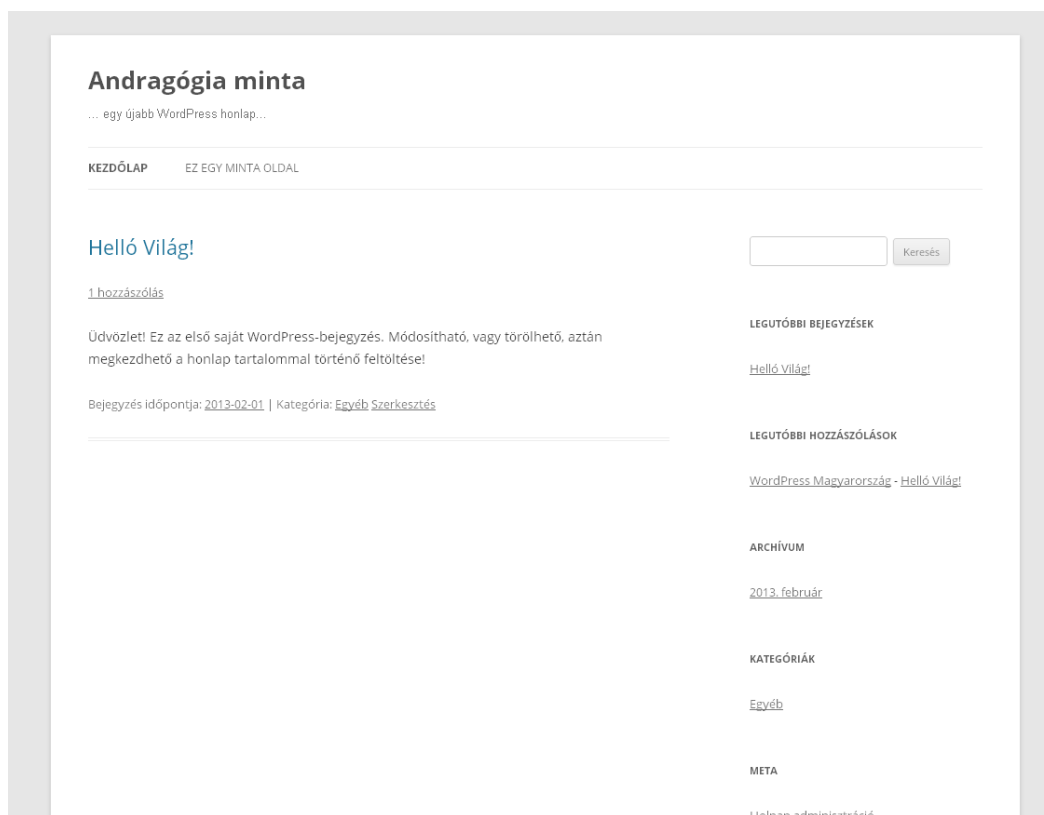 Andragógia minta
... egy újabb WordPress honlap...
KEZDŐLAP EZ EGY MINTA OLDAL
Helló Világ!
1 hozzászólás
Üdvözlet! Ez az első saját WordPress-bejegyzés. Módosítható, vagy törölhető, aztán
megkezdhető a honlap tartalommal történő feltöltése!
Bejegyzés időpontja: 2013-02-01 | Kategória: Egyéb Szerkesztés
Keresés
LEGUTÓBBI BEJEGYZÉSEK
Helló Világ!
LEGUTÓBBI HOZZÁSZÓLÁSOK
WordPress Magyarország - Helló Világ!
ARCHÍVUM
2013. február
KATEGÓRIÁK
Egyéb
META